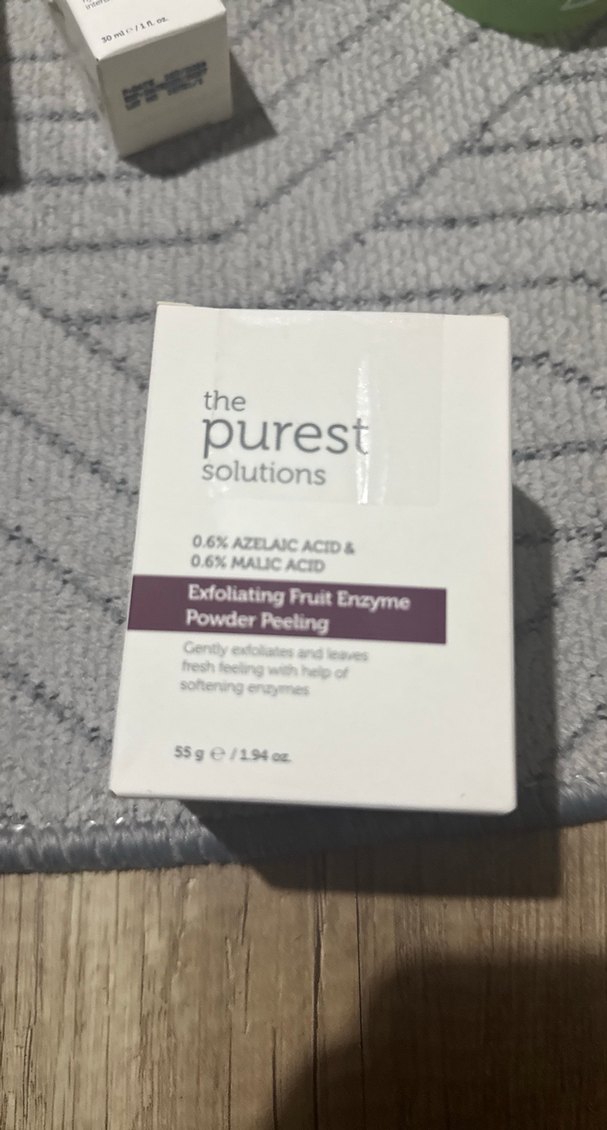 30 ml ℮ / 1 fl. oz.
the
purest
solutions
0.6% AZELAIC ACID &
0.6% MALIC ACID
Exfoliating Fruit Enzyme
Powder Peeling
Gently exfoliates and leaves
fresh feeling with help of
softening enzymes
55 g ℮ / 1.94 oz.